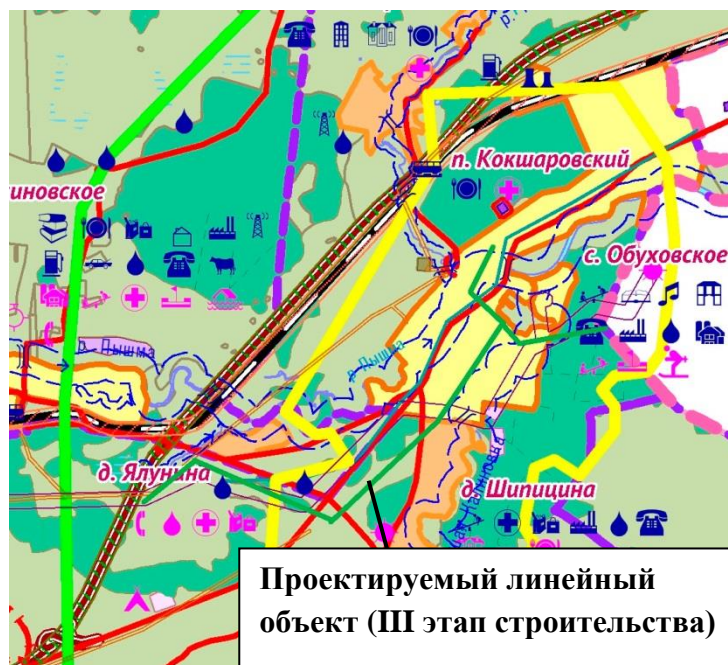 п. Кокшаровский
иновское
с. Обуховское
р. Пышма
р. Пышма
д. Ялунина
д. Шипицина
Проектируемый линейный
объект (III этап строительства)